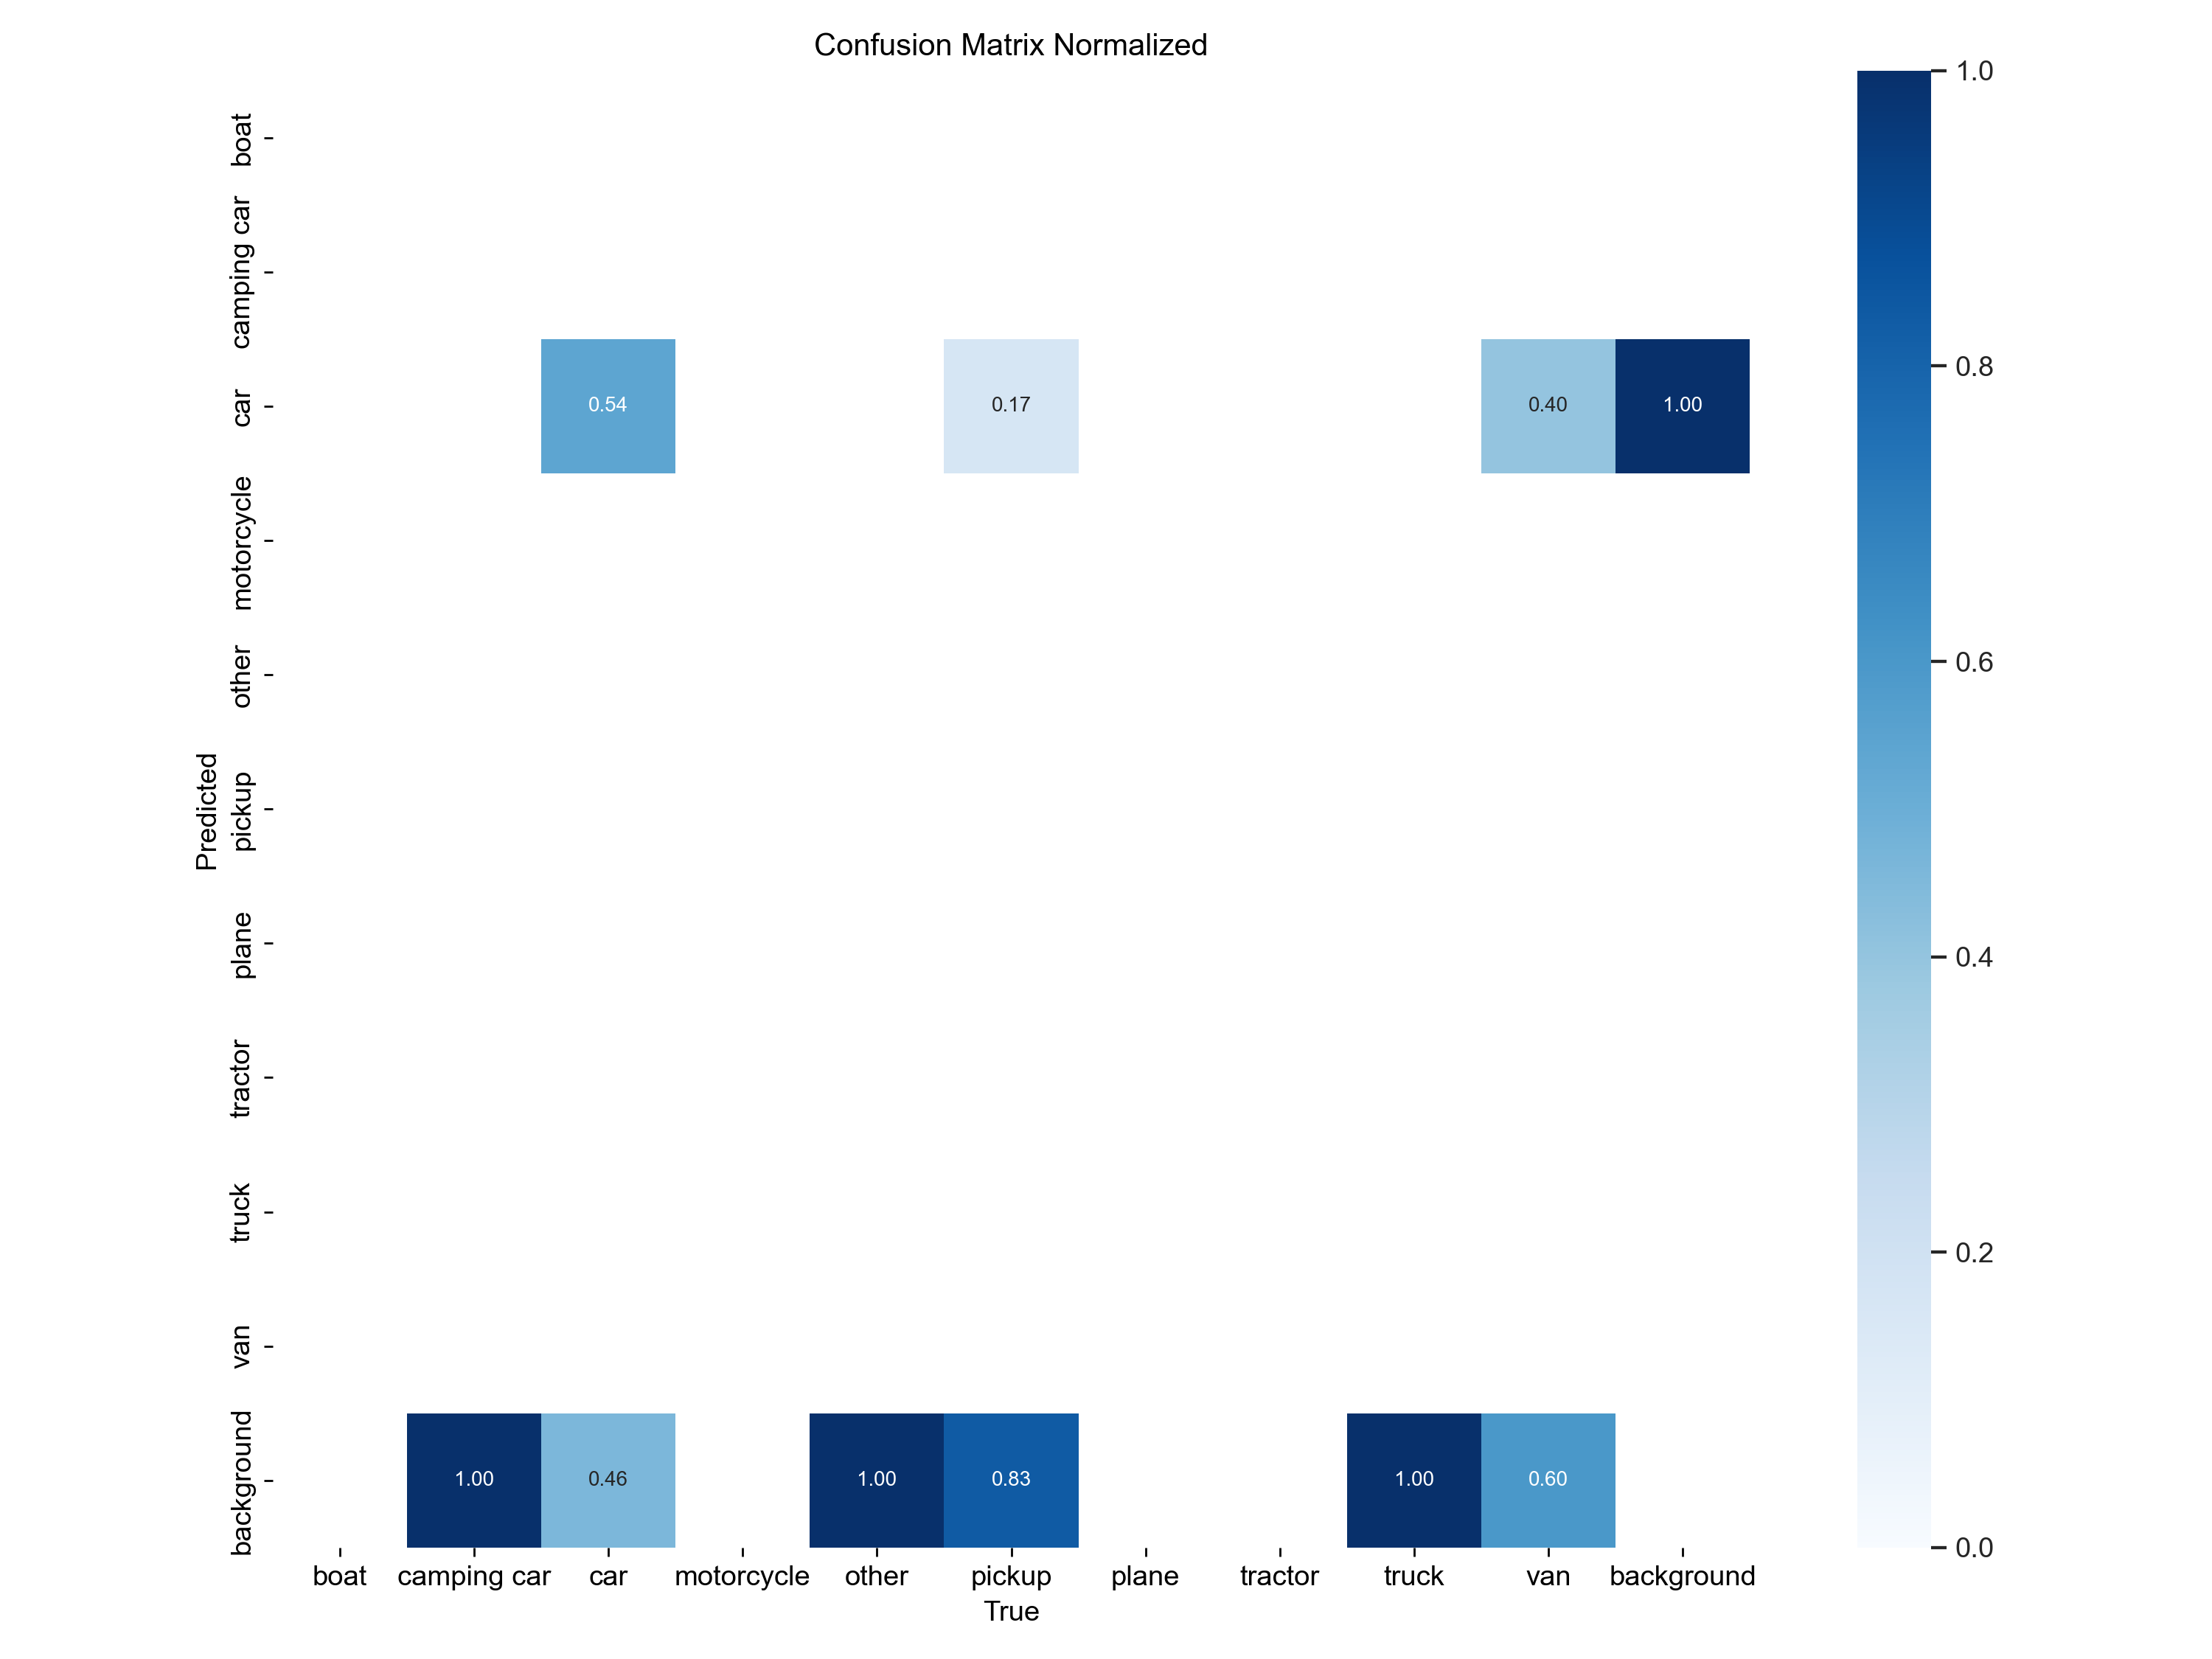 Confusion Matrix Normalized
boat
camping car
car
motorcycle
other
pickup
plane
tractor
truck
van
background
Predicted
0.54 0.17 0.40 1.00
1.00 0.46 1.00 0.83 1.00 0.60
boat camping car car motorcycle other pickup plane tractor truck van background
True
1.0
0.8
0.6
0.4
0.2
0.0